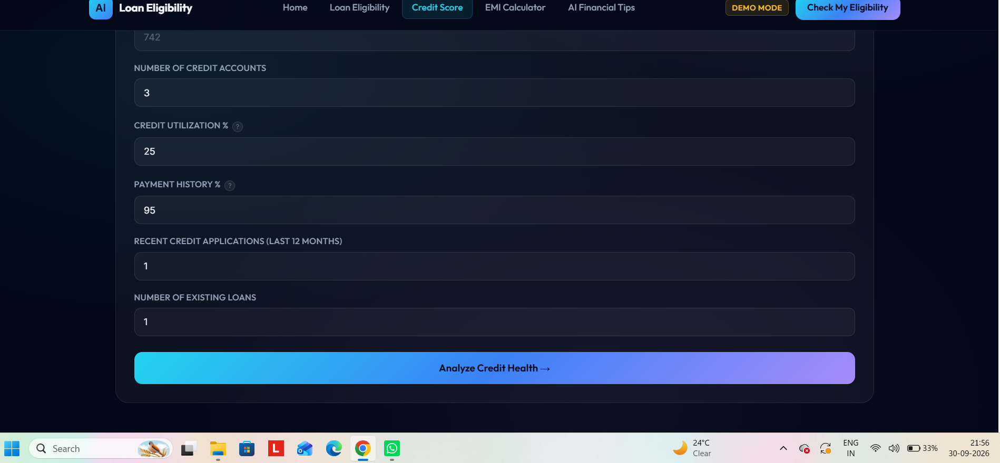 AI Loan Eligibility Home Loan Eligibility Credit Score EMI Calculator AI Financial Tips DEMO MODE Check My Eligibility
742
NUMBER OF CREDIT ACCOUNTS
3
CREDIT UTILIZATION % ?
25
PAYMENT HISTORY % ?
95
RECENT CREDIT APPLICATIONS (LAST 12 MONTHS)
1
NUMBER OF EXISTING LOANS
1
Analyze Credit Health →
Search L O 24°C Clear ENG IN 33% 21:56 30-09-2026